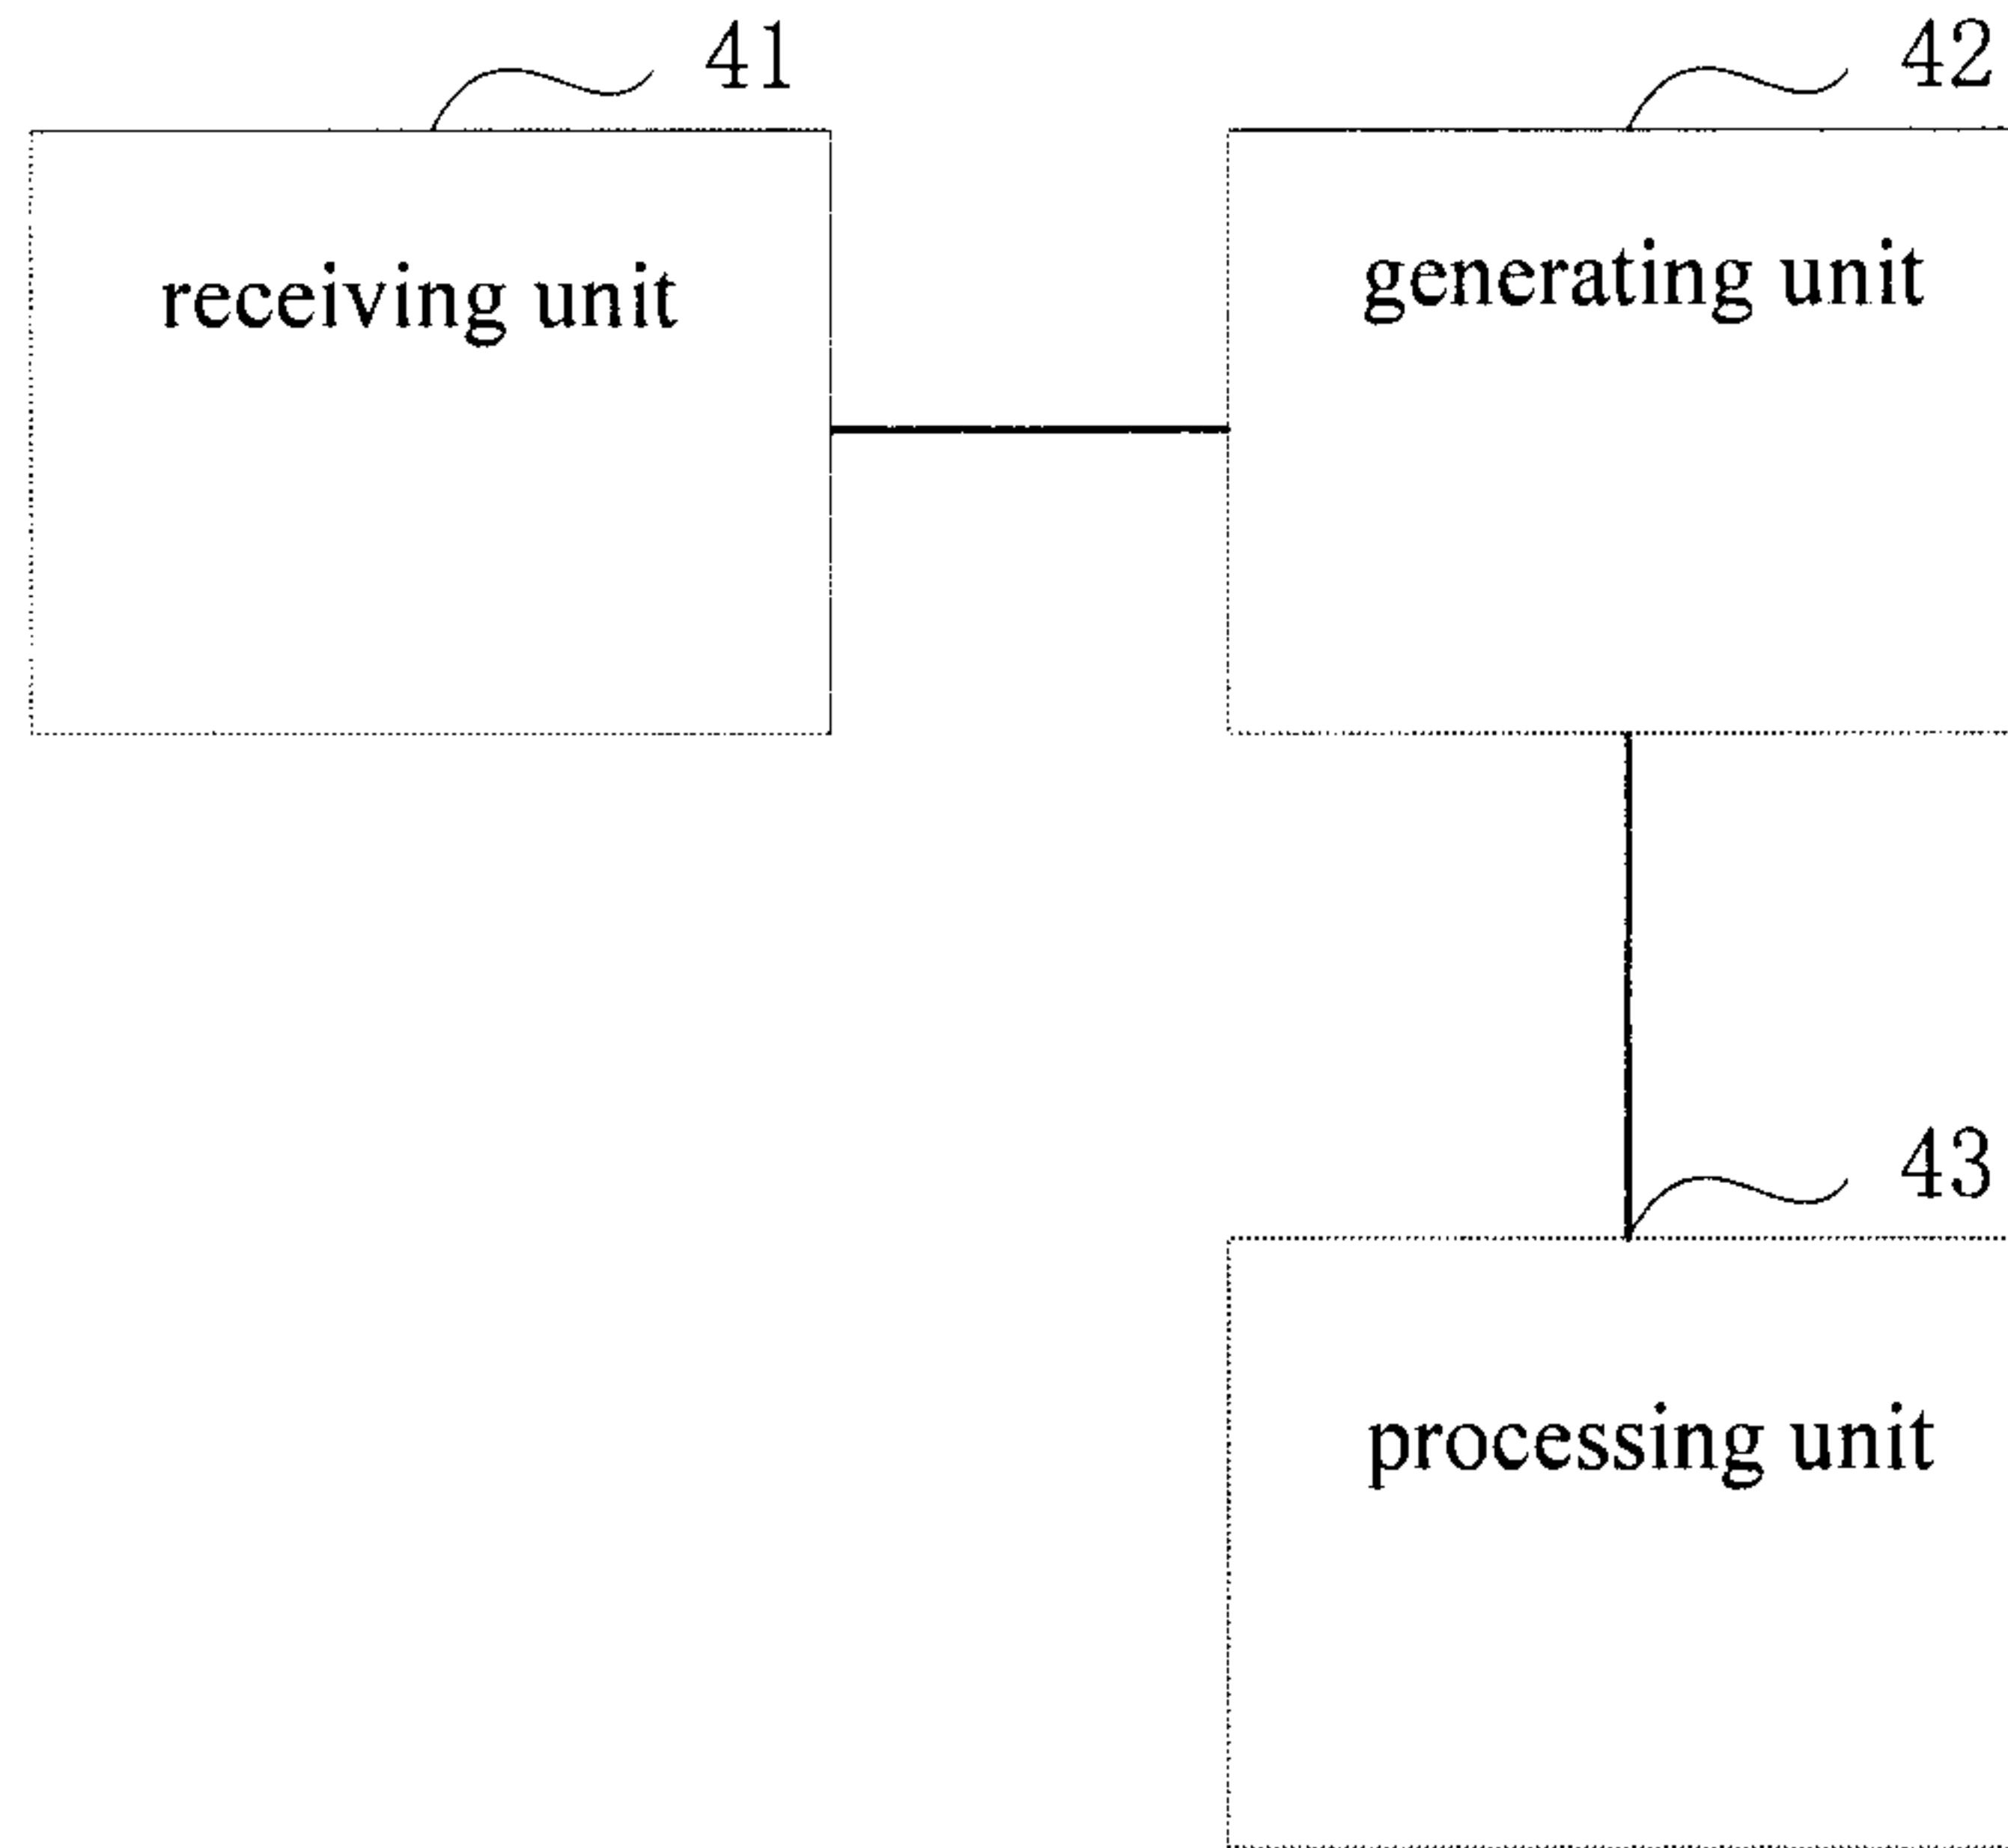 41
42
receiving unit
generating unit
43
processing unit